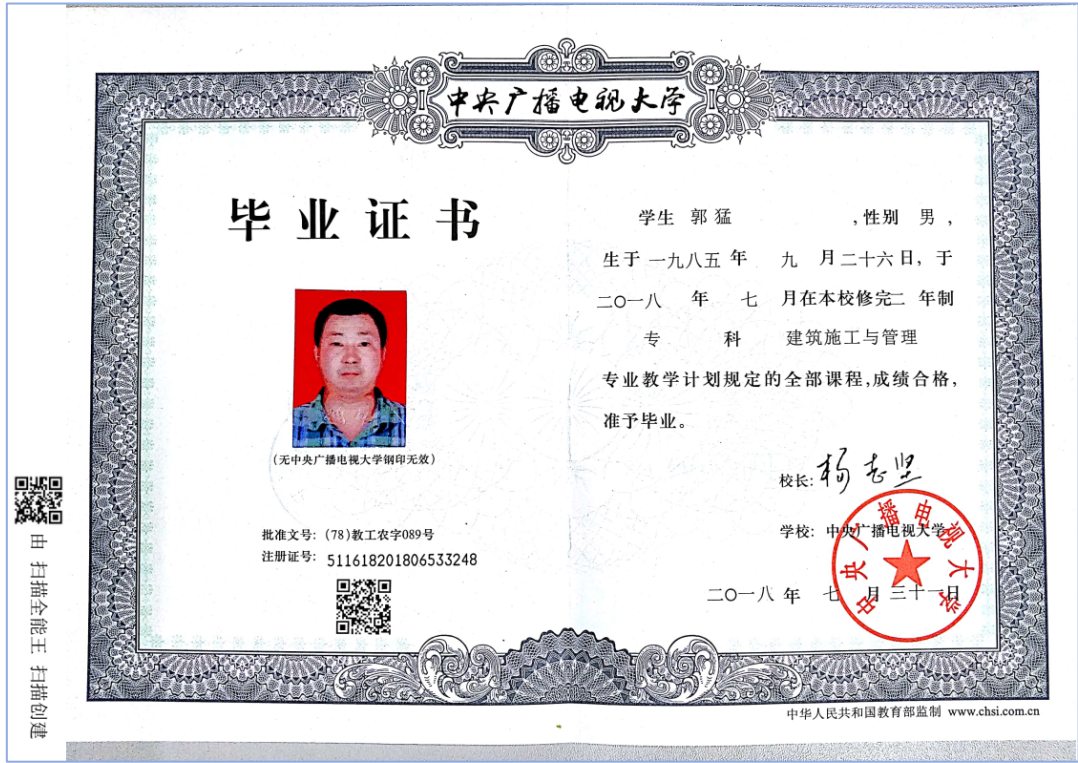 中央广播电视大学
毕业证书
(无中央广播电视大学钢印无效)
批准文号：(78)教工农字089号
注册证号：511618201806533248
学生 郭猛 ，性别 男，
生于 一九八五 年 九 月 二十六 日，于
二〇一八 年 七 月在本校修完 二 年制
专 科 建筑施工与管理
专业教学计划规定的全部课程，成绩合格，
准予毕业。
校长：杨志坚
学校：中央广播电视大学
中央广播电视大学
二〇一八 年 七 月 三十一日
中华人民共和国教育部监制 www.chsi.com.cn
由 扫描全能王 扫描创建